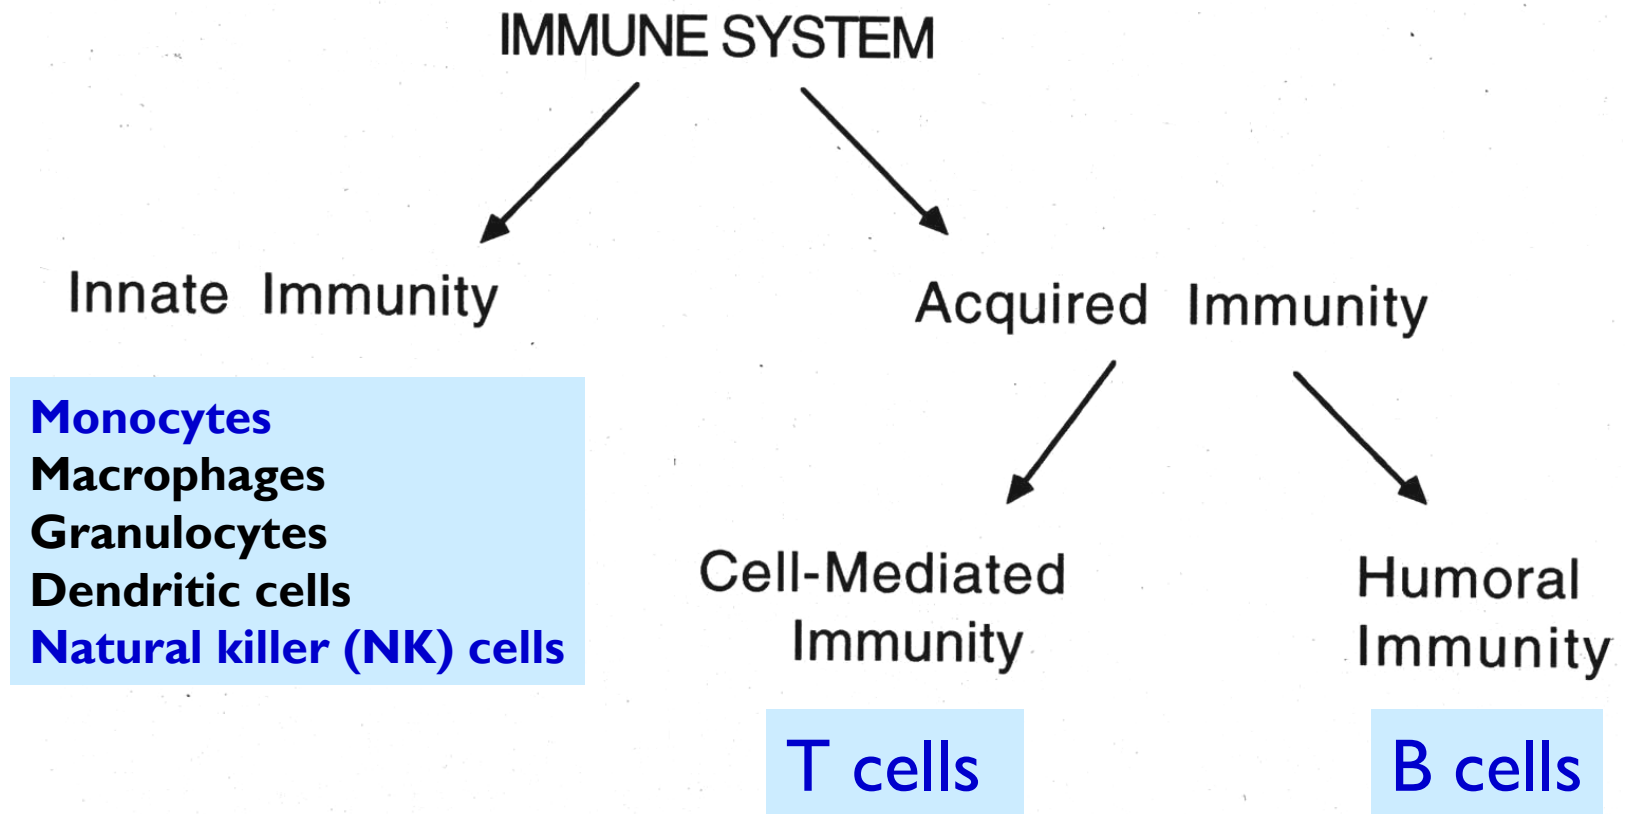 IMMUNE SYSTEM
Innate Immunity
Acquired Immunity
Monocytes
Macrophages
Granulocytes
Dendritic cells
Natural killer (NK) cells
Cell-Mediated
Immunity
Humoral
Immunity
T cells
B cells